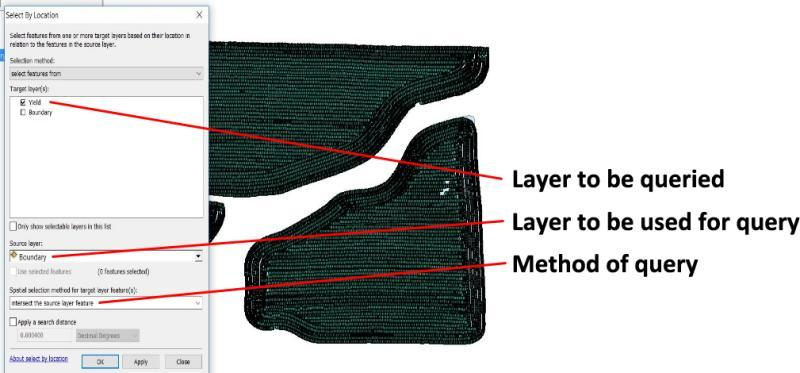 Select By Location
Select features from one or more target layers based on their location in
relation to the features in the source layer.
Selection method:
select features from
Target layer(s):
Yield
Boundary
Only show selectable layers in this list
Source layer:
Boundary
Use selected features
(0 features selected)
Spatial selection method for target layer feature(s):
intersect the source layer feature
Apply a search distance
Decimal Degrees
About select by location
OK
Apply
Close
Layer to be queried
Layer to be used for query
Method of query